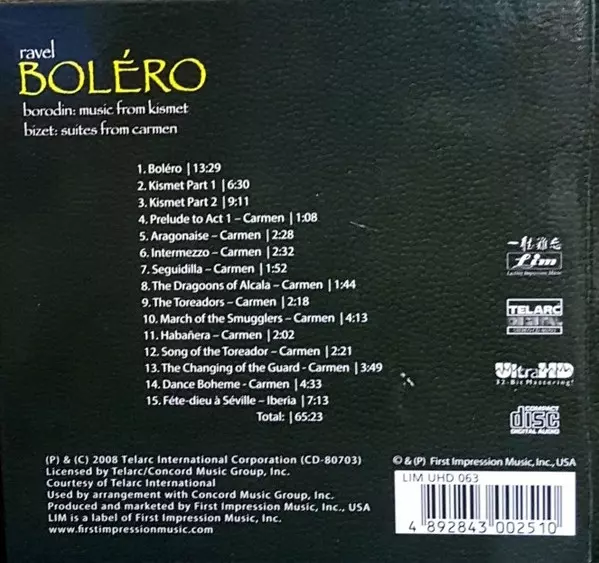 ravel
BOLÉRO
borodin: music from kismet
bizet: suites from carmen
1. Boléro | 13:29
2. Kismet Part 1 | 6:30
3. Kismet Part 2 | 9:11
4. Prelude to Act 1 – Carmen | 1:08
5. Aragonaise – Carmen | 2:28
6. Intermezzo – Carmen | 2:32
7. Seguidilla – Carmen | 1:52
8. The Dragoons of Alcala – Carmen | 1:44
9. The Toreadors – Carmen | 2:18
10. March of the Smugglers – Carmen | 4:13
11. Habañera – Carmen | 2:02
12. Song of the Toreador – Carmen | 2:21
13. The Changing of the Guard - Carmen | 3:49
14. Dance Boheme - Carmen | 4:33
15. Féte-dieu à Séville – Iberia | 7:13
Total: | 65:23
一聽難忘
Lim
Lasting Impression Music
TELARC
DIGITAL
UltraHD
32-Bit Mastering!
COMPACT
disc
DIGITAL AUDIO
(P) & (C) 2008 Telarc International Corporation (CD-80703)
Licensed by Telarc/Concord Music Group, Inc.
Courtesy of Telarc International
Used by arrangement with Concord Music Group, Inc.
Produced and marketed by First Impression Music, Inc., USA
LIM is a label of First Impression Music, Inc.
www.firstimpressionmusic.com
© & (P) First Impression Music, Inc., USA
LIM UHD 063
4 892843 002510